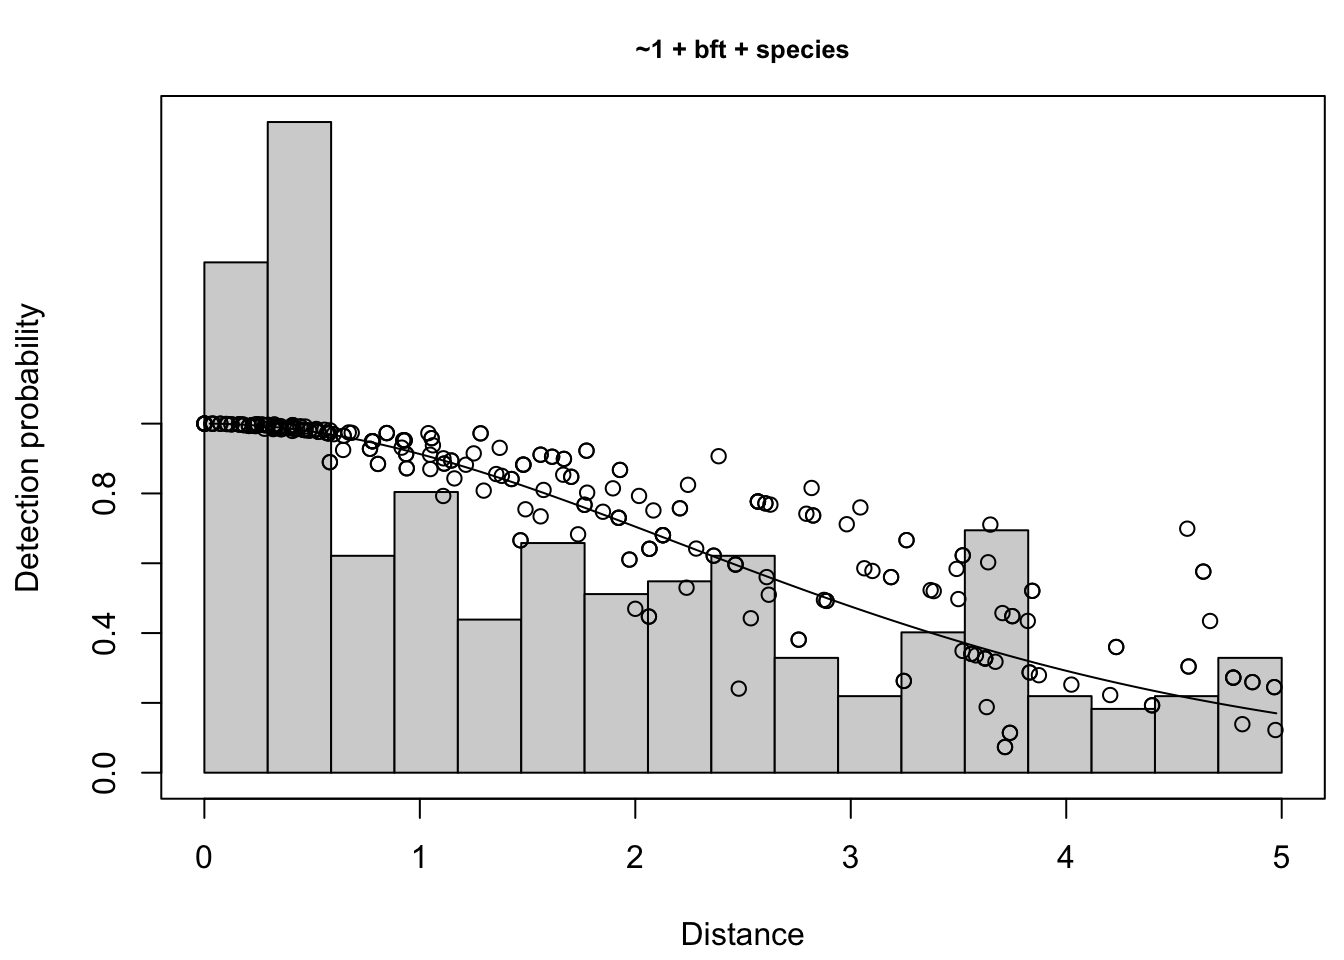 ~1 + bft + species
Detection probability
0.8
0.4
0.0
0 1 2 3 4 5
Distance